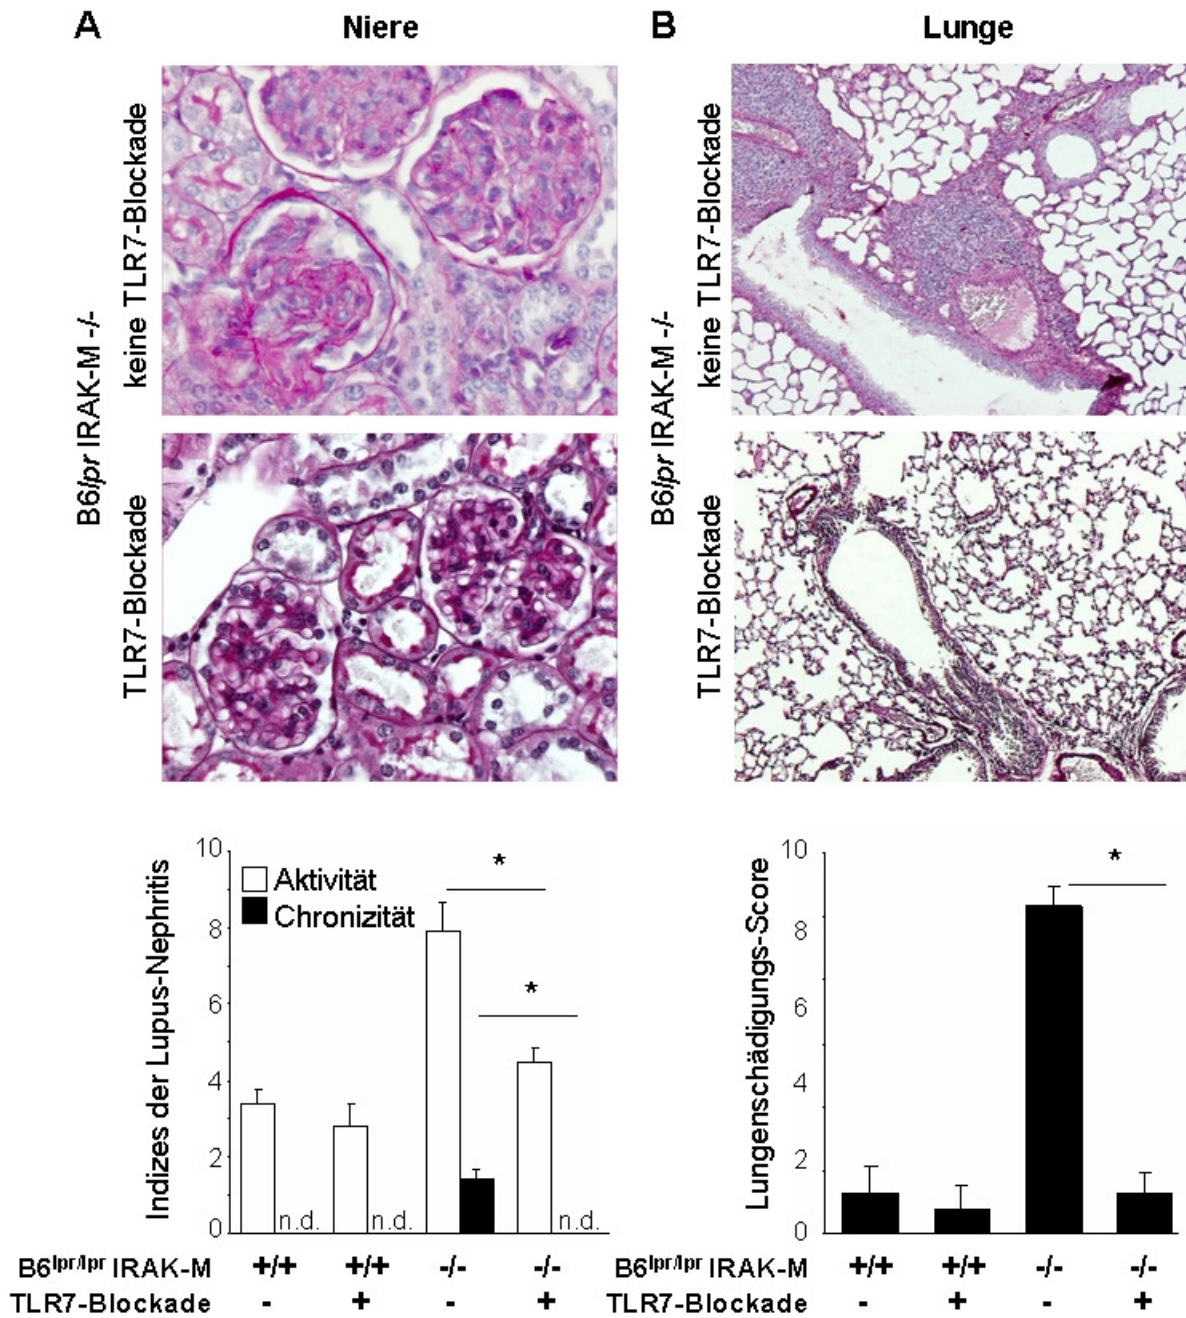 A Niere
B6lpr IRAK-M -/-
keine TLR7-Blockade
TLR7-Blockade
B Lunge
B6lpr IRAK-M -/-
keine TLR7-Blockade
TLR7-Blockade
Indizes der Lupus-Nephritis
10
8
6
4
2
0
Aktivität
Chronizität
*
*
n.d. n.d. n.d.
B6lpr/lpr IRAK-M +/+ +/+ -/- -/-
TLR7-Blockade - + - +
Lungenschädigungs-Score
10
8
6
4
2
0
*
B6lpr/lpr IRAK-M +/+ +/+ -/- -/-
TLR7-Blockade - + - +